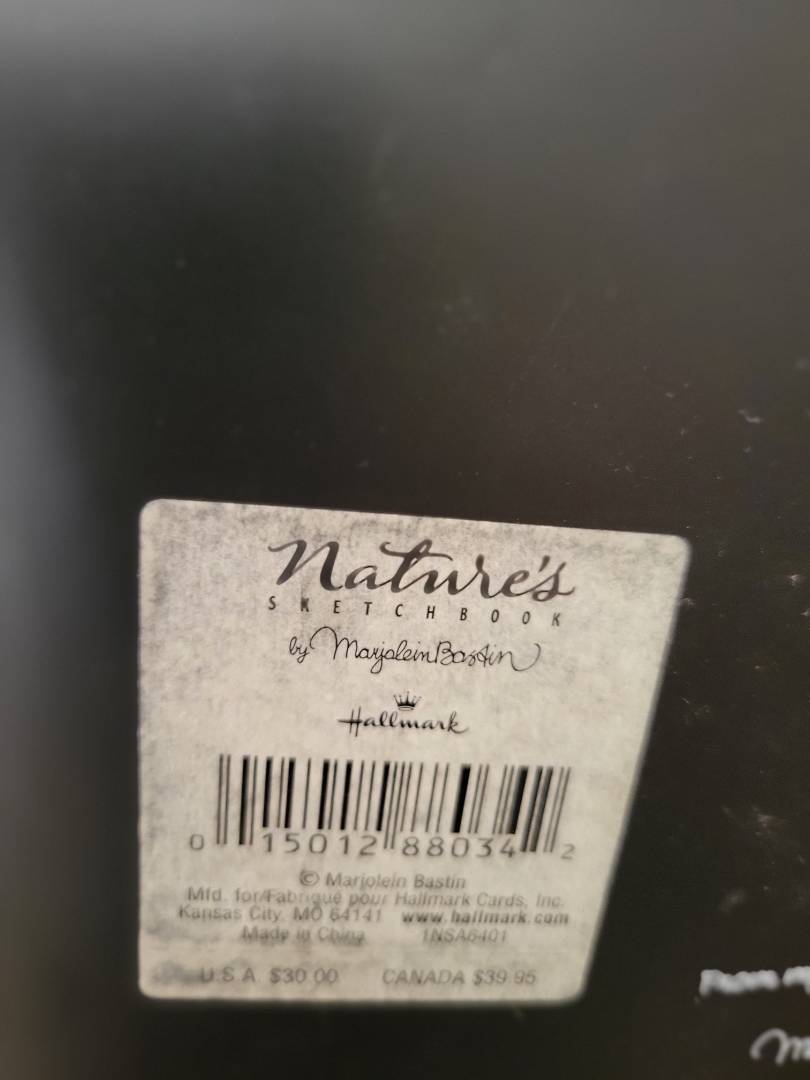 Nature's
SKETCHBOOK
by Marjolein Bastin
Hallmark
0 15012 88034 2
© Marjolein Bastin
Mfd. for/Fabriqué pour Hallmark Cards, Inc.
Kansas City, MO 64141 www.hallmark.com
Made in China 1NSA6401
U.S.A. $30.00 CANADA $39.95
From